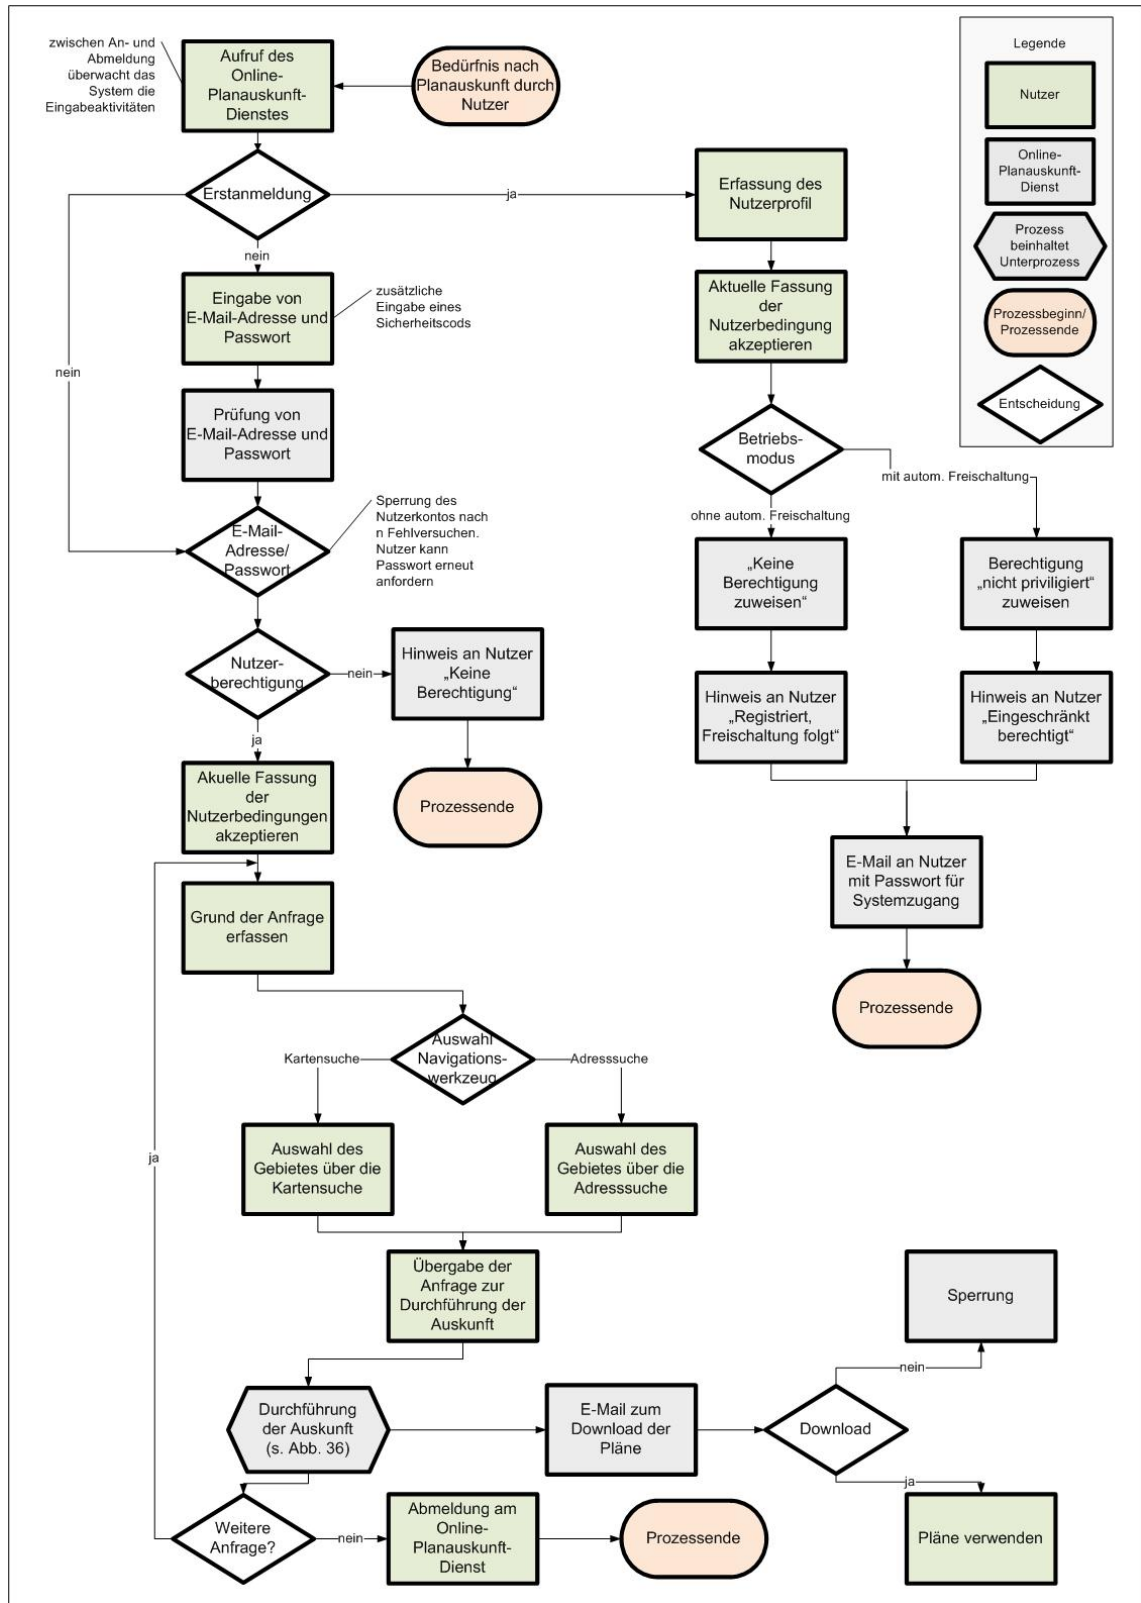 zwischen An- und
Abmeldung
überwacht das
System die
Eingabeaktivitäten
Aufruf des
Online-
Planauskunft-
Dienstes
Bedürfnis nach
Planauskunft durch
Nutzer
Legende
Nutzer
Online-
Planauskunft-
Dienst
Prozess
beinhaltet
Unterprozess
Prozessbeginn/
Prozessende
Entscheidung
Erstanmeldung
ja
nein
nein
Erfassung des
Nutzerprofil
Eingabe von
E-Mail-Adresse und
Passwort
zusätzliche
Eingabe eines
Sicherheitscods
Aktuelle Fassung
der
Nutzerbedingung
akzeptieren
Prüfung von
E-Mail-Adresse und
Passwort
Betriebs-
modus
mit autom. Freischaltung
ohne autom. Freischaltung
E-Mail-
Adresse/
Passwort
Sperrung des
Nutzerkontos nach
n Fehlversuchen.
Nutzer kann
Passwort erneut
anfordern
„Keine
Berechtigung
zuweisen“
Berechtigung
„nicht priviligiert“
zuweisen
Nutzer-
berechtigung
nein
ja
Hinweis an Nutzer
„Keine
Berechtigung“
Hinweis an Nutzer
„Registriert,
Freischaltung folgt“
Hinweis an Nutzer
„Eingeschränkt
berechtigt“
Akuelle Fassung
der
Nutzerbedingungen
akzeptieren
Prozessende
E-Mail an Nutzer
mit Passwort für
Systemzugang
Grund der Anfrage
erfassen
Prozessende
Auswahl
Navigations-
werkzeug
Kartensuche
Adresssuche
Auswahl des
Gebietes über die
Kartensuche
Auswahl des
Gebietes über die
Adresssuche
ja
Übergabe der
Anfrage zur
Durchführung der
Auskunft
Sperrung
nein
Durchführung
der Auskunft
(s. Abb. 36)
E-Mail zum
Download der
Pläne
Download
ja
Weitere
Anfrage?
nein
Abmeldung am
Online-
Planauskunft-
Dienst
Prozessende
Pläne verwenden